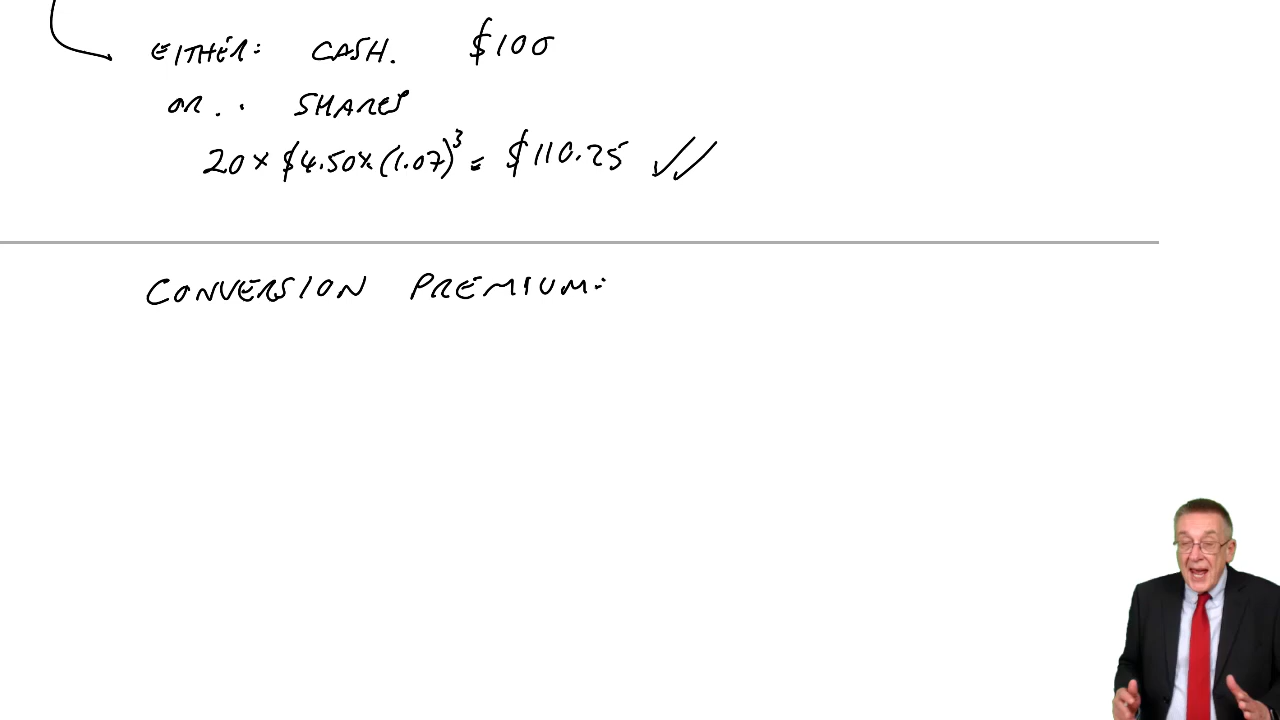 EITHER: CASH. $100
OR.. SHARES
20 × $4.50 × (1.07)³ = $110.25 ✓✓
CONVERSION PREMIUM: